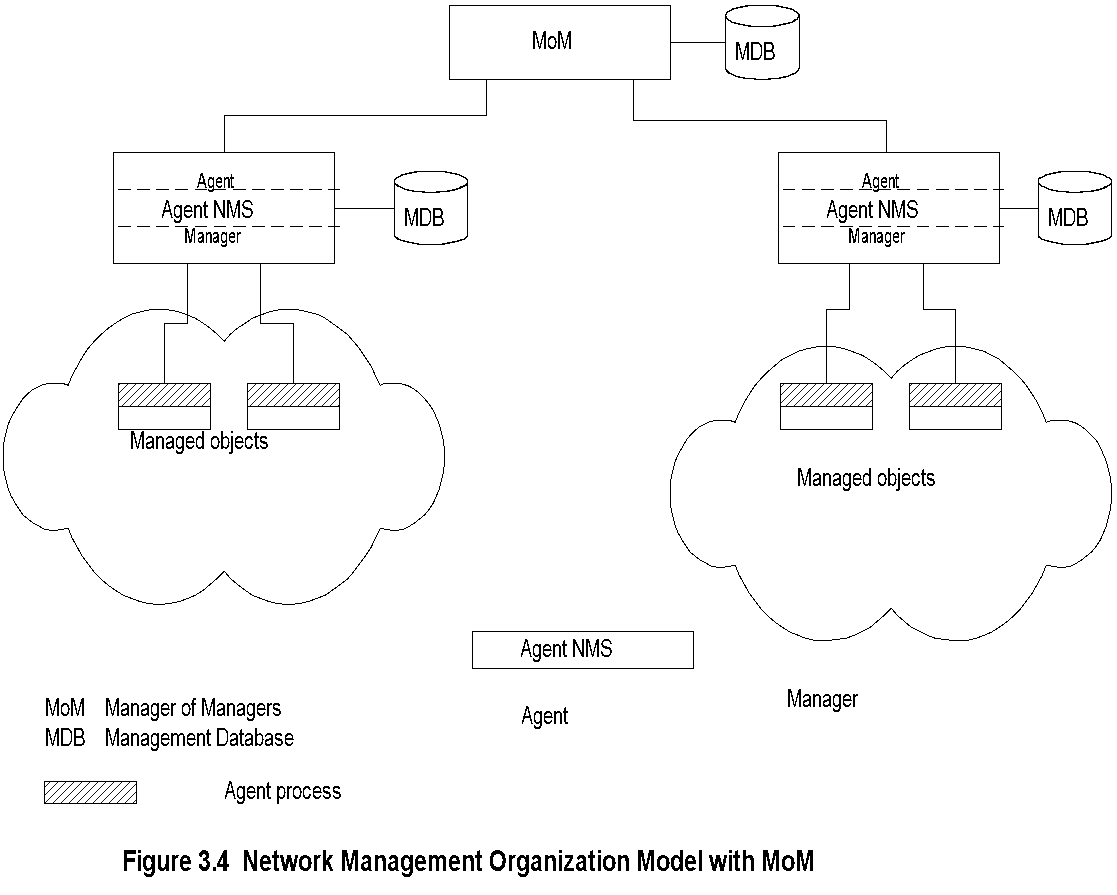 MoM
MDB
Agent
Agent NMS
Manager
MDB
Agent
Agent NMS
Manager
MDB
Managed objects
Managed objects
Agent NMS
Agent
Manager
MoM Manager of Managers
MDB Management Database
Agent process
Figure 3.4 Network Management Organization Model with MoM